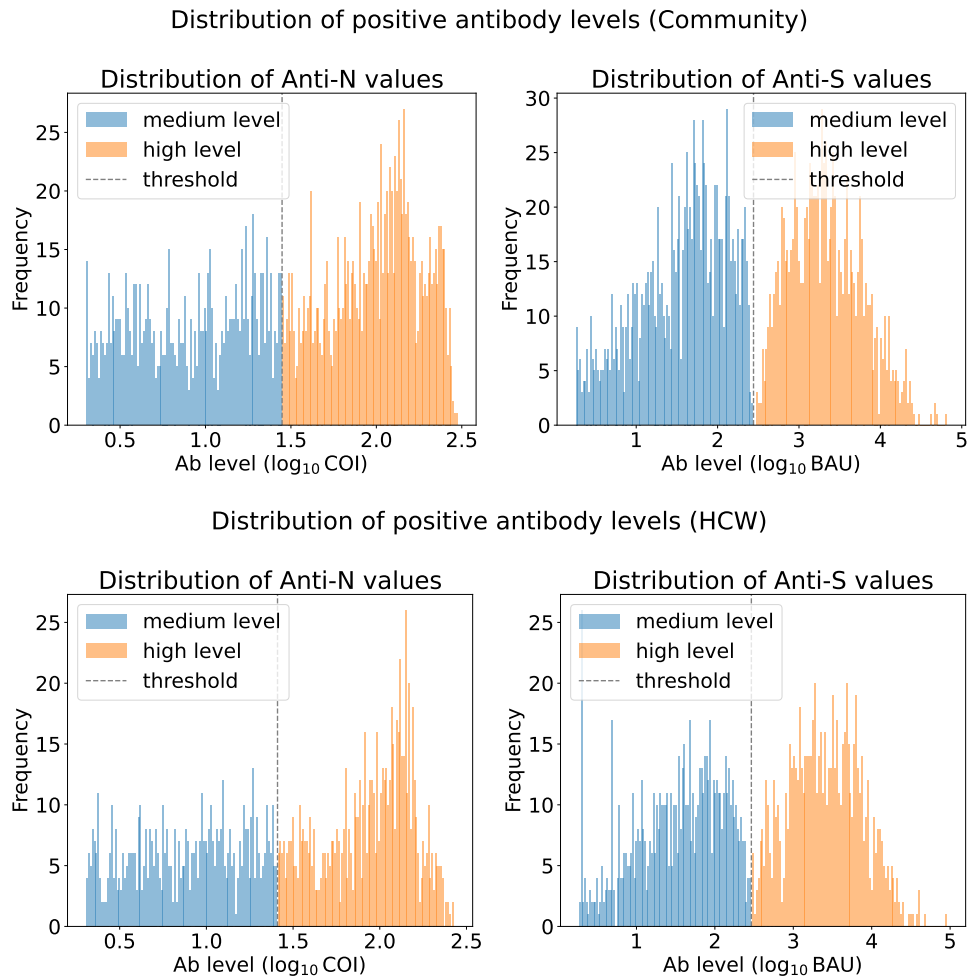 Distribution of positive antibody levels (Community)
Distribution of Anti-N values
medium level
high level
threshold
Frequency
0
5
10
15
20
25
0.5
1.0
1.5
2.0
2.5
Ab level (log₁₀ COI)
Distribution of Anti-S values
medium level
high level
threshold
Frequency
0
5
10
15
20
25
30
1
2
3
4
5
Ab level (log₁₀ BAU)
Distribution of positive antibody levels (HCW)
Distribution of Anti-N values
medium level
high level
threshold
Frequency
0
5
10
15
20
25
0.5
1.0
1.5
2.0
2.5
Ab level (log₁₀ COI)
Distribution of Anti-S values
medium level
high level
threshold
Frequency
0
5
10
15
20
25
1
2
3
4
5
Ab level (log₁₀ BAU)